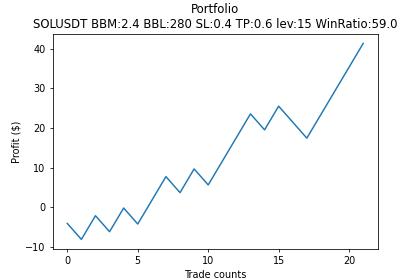 Portfolio
SOLUSDT BBM:2.4 BBL:280 SL:0.4 TP:0.6 lev:15 WinRatio:59.0
40
30
20
10
0
−10
Profit ($)
0 5 10 15 20
Trade counts